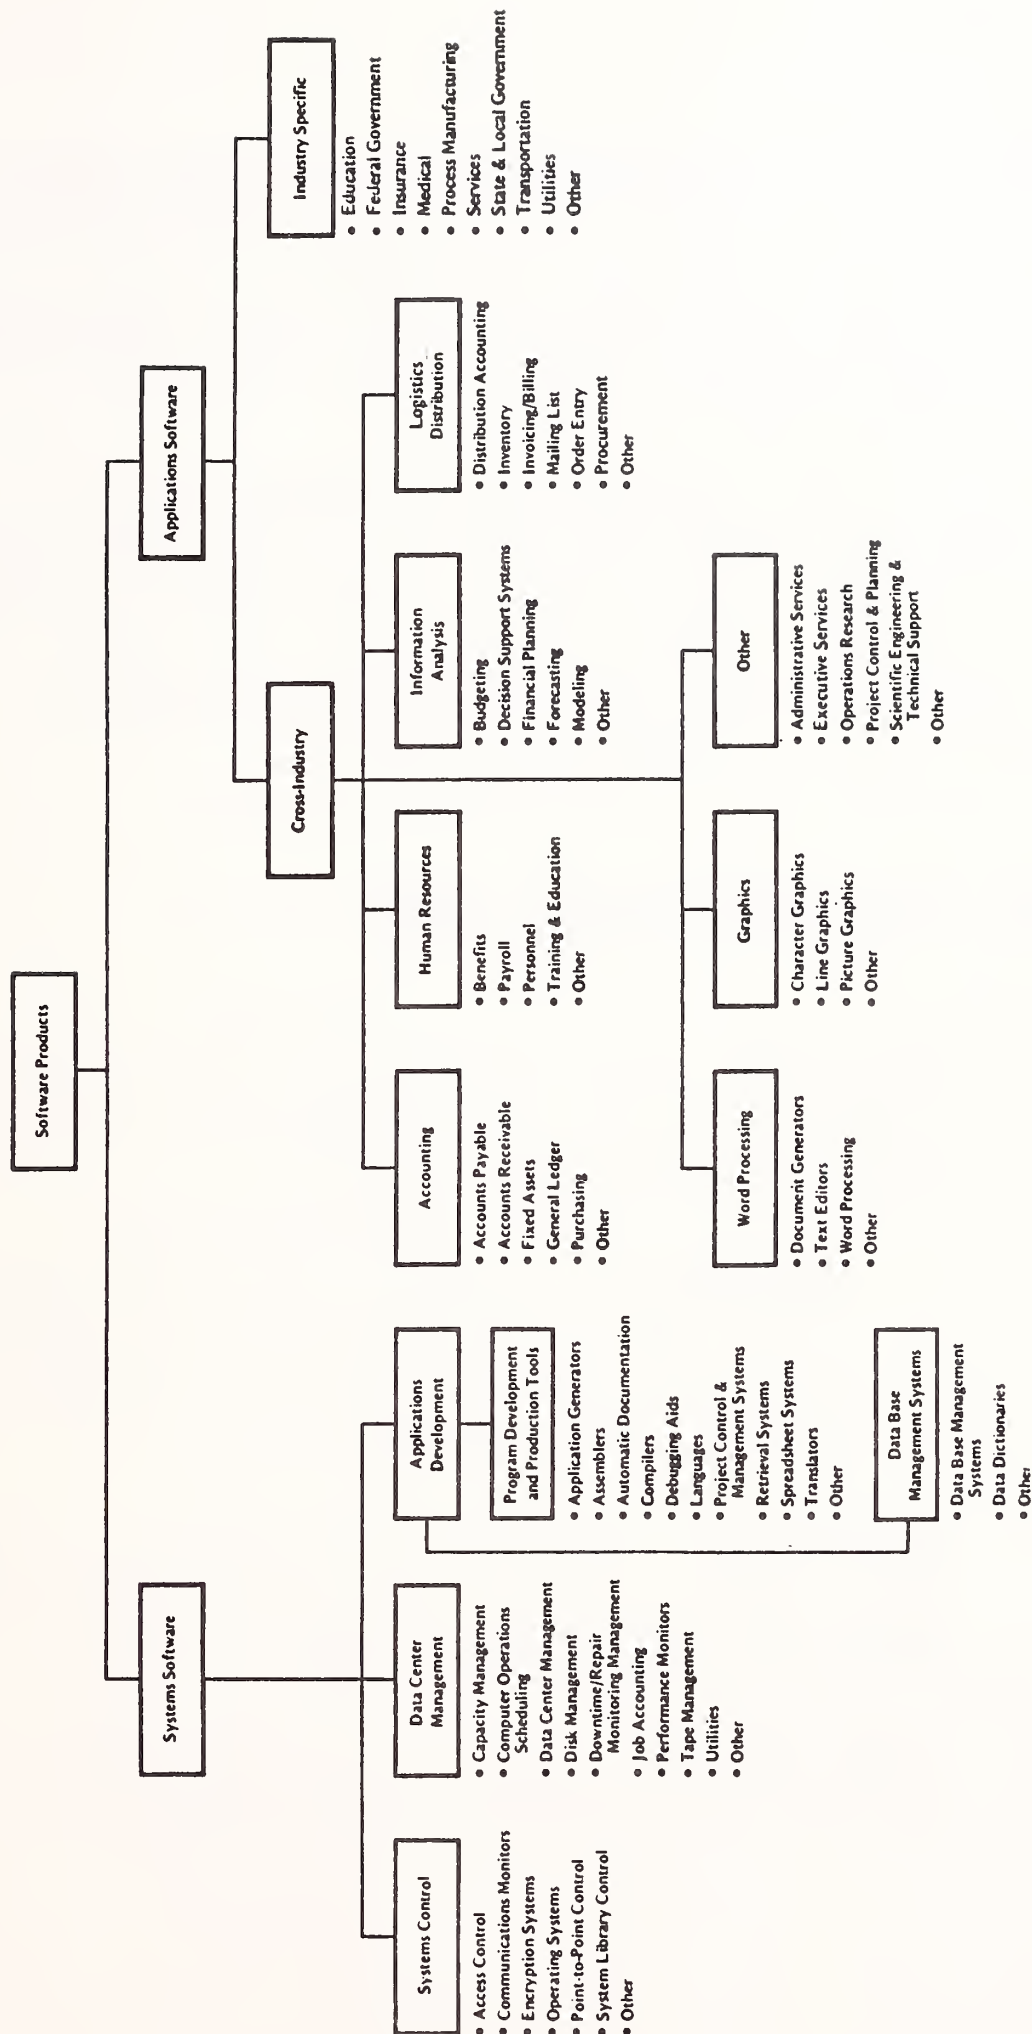 Software Products
Systems Software
Applications Software
Cross-Industry
Industry Specific
• Education
• Federal Government
• Insurance
• Medical
• Process Manufacturing
• Services
• State & Local Government
• Transportation
• Utilities
• Other
Systems Control
• Access Control
• Communications Monitors
• Encryption Systems
• Operating Systems
• Point-to-Point Control
• System Library Control
• Other
Data Center
Management
• Capacity Management
• Computer Operations
Scheduling
• Data Center Management
• Disk Management
• Downtime/Repair
Monitoring Management
• Job Accounting
• Performance Monitors
• Tape Management
• Utilities
• Other
Applications
Development
Program Development
and Production Tools
• Application Generators
• Assemblers
• Automatic Documentation
• Compilers
• Debugging Aids
• Languages
• Project Control &
Management Systems
• Retrieval Systems
• Spreadsheet Systems
• Translators
• Other
Data Base
Management Systems
• Data Base Management
Systems
• Data Dictionaries
• Other
Accounting
• Accounts Payable
• Accounts Receivable
• Fixed Assets
• General Ledger
• Purchasing
• Other
Human Resources
• Benefits
• Payroll
• Personnel
• Training & Education
• Other
Information
Analysis
• Budgeting
• Decision Support Systems
• Financial Planning
• Forecasting
• Modeling
• Other
Logistics
Distribution
• Distribution Accounting
• Inventory
• Invoicing/Billing
• Mailing List
• Order Entry
• Procurement
• Other
Word Processing
• Document Generators
• Text Editors
• Word Processing
• Other
Graphics
• Character Graphics
• Line Graphics
• Picture Graphics
• Other
Other
• Administrative Services
• Executive Services
• Operations Research
• Project Control & Planning
• Scientific Engineering &
Technical Support
• Other